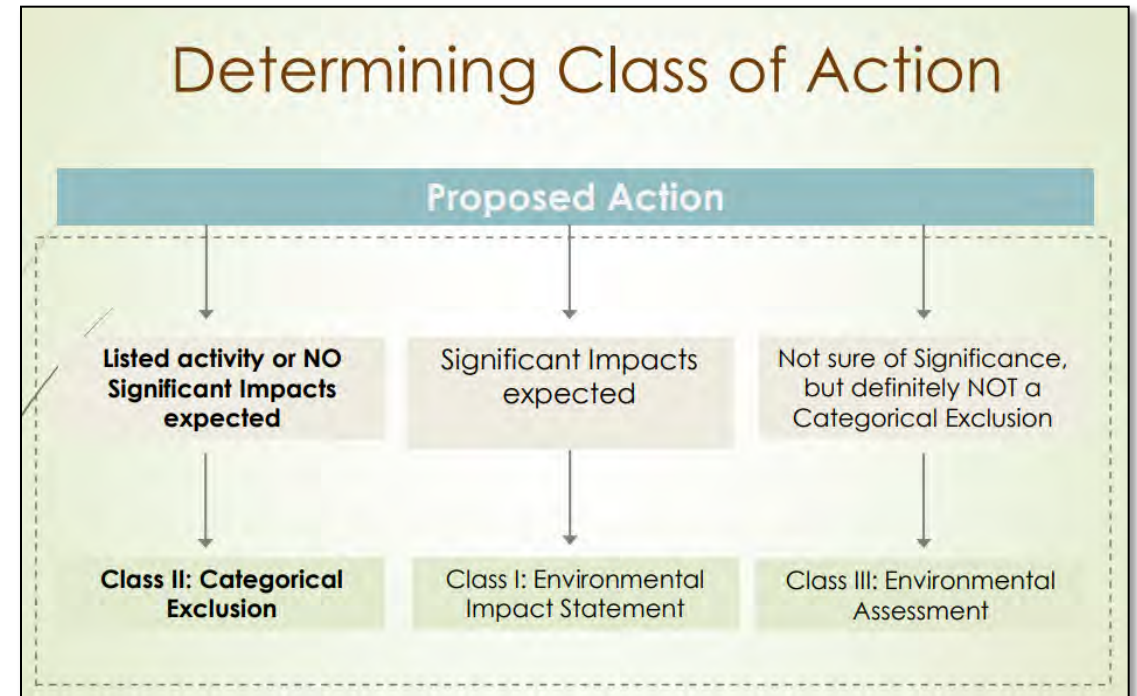 Determining Class of Action
Proposed Action
Listed activity or NO
Significant Impacts
expected
Significant Impacts
expected
Not sure of Significance,
but definitely NOT a
Categorical Exclusion
Class II: Categorical
Exclusion
Class I: Environmental
Impact Statement
Class III: Environmental
Assessment